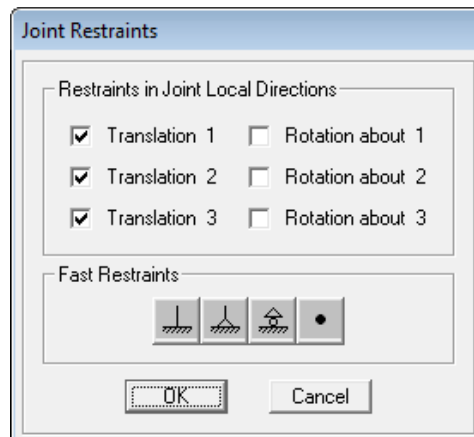 Joint Restraints
Restraints in Joint Local Directions
Translation 1 Rotation about 1
Translation 2 Rotation about 2
Translation 3 Rotation about 3
Fast Restraints
OK Cancel